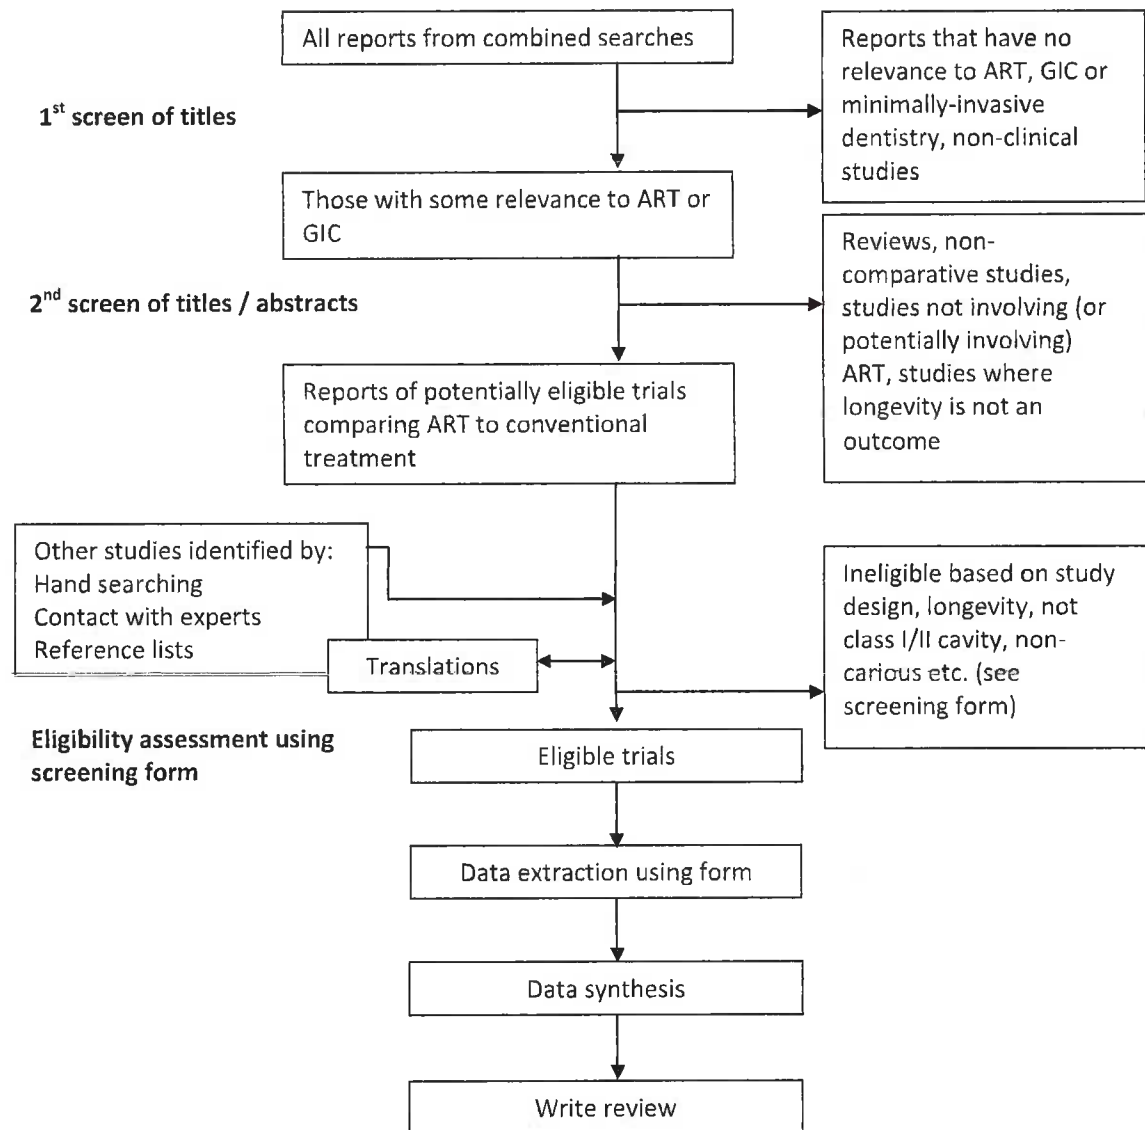 All reports from combined searches
Reports that have no
relevance to ART, GIC or
minimally-invasive
dentistry, non-clinical
studies
1st screen of titles
Those with some relevance to ART or
GIC
Reviews, non-
comparative studies,
studies not involving (or
potentially involving)
ART, studies where
longevity is not an
outcome
2nd screen of titles / abstracts
Reports of potentially eligible trials
comparing ART to conventional
treatment
Other studies identified by:
Hand searching
Contact with experts
Reference lists
Translations
Ineligible based on study
design, longevity, not
class I/II cavity, non-
carious etc. (see
screening form)
Eligibility assessment using
screening form
Eligible trials
Data extraction using form
Data synthesis
Write review